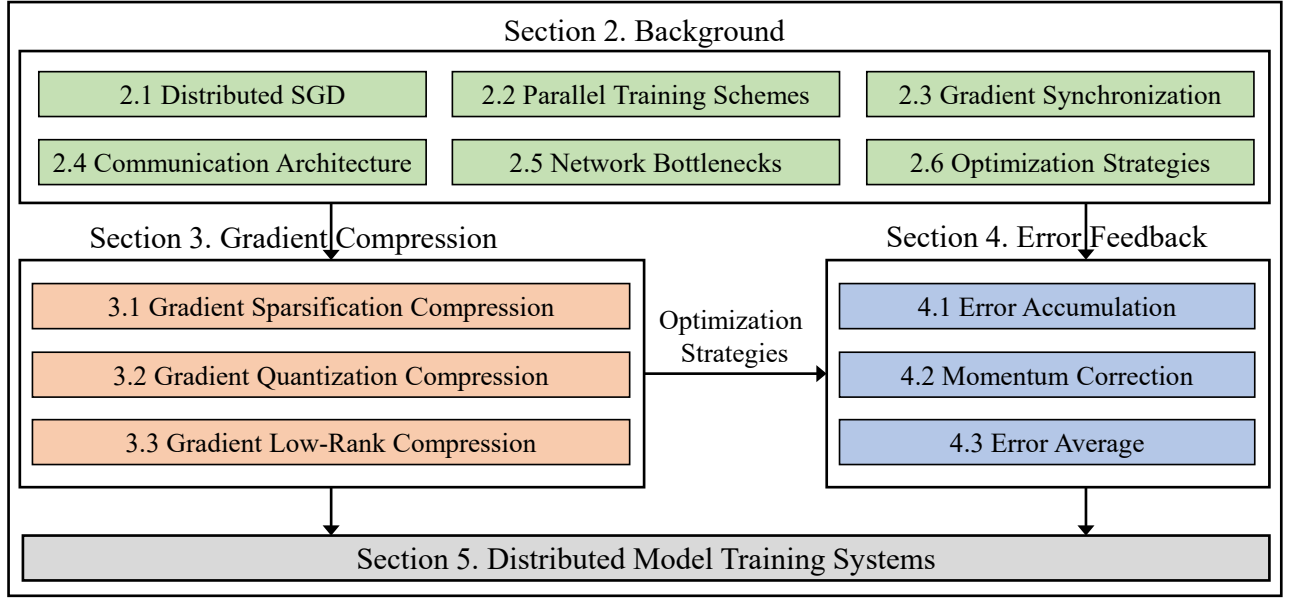 Section 2. Background
2.1 Distributed SGD
2.2 Parallel Training Schemes
2.3 Gradient Synchronization
2.4 Communication Architecture
2.5 Network Bottlenecks
2.6 Optimization Strategies
Section 3. Gradient Compression
3.1 Gradient Sparsification Compression
3.2 Gradient Quantization Compression
3.3 Gradient Low-Rank Compression
Optimization
Strategies
Section 4. Error Feedback
4.1 Error Accumulation
4.2 Momentum Correction
4.3 Error Average
Section 5. Distributed Model Training Systems